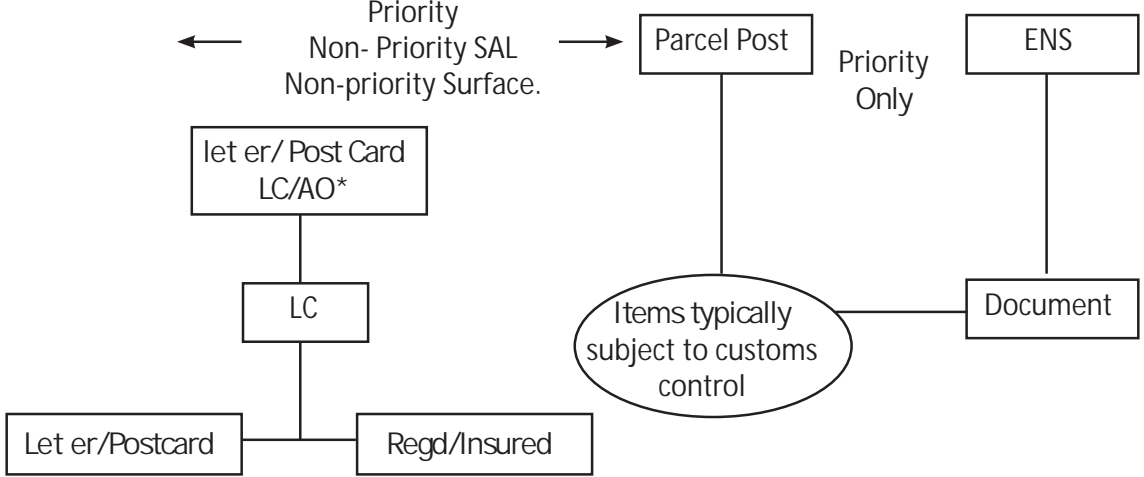 Priority
Non- Priority SAL
Non-priority Surface.
Parcel Post
Priority
Only
ENS
let er/ Post Card
LC/AO*
LC
Let er/Postcard
Regd/Insured
Items typically
subject to customs
control
Document